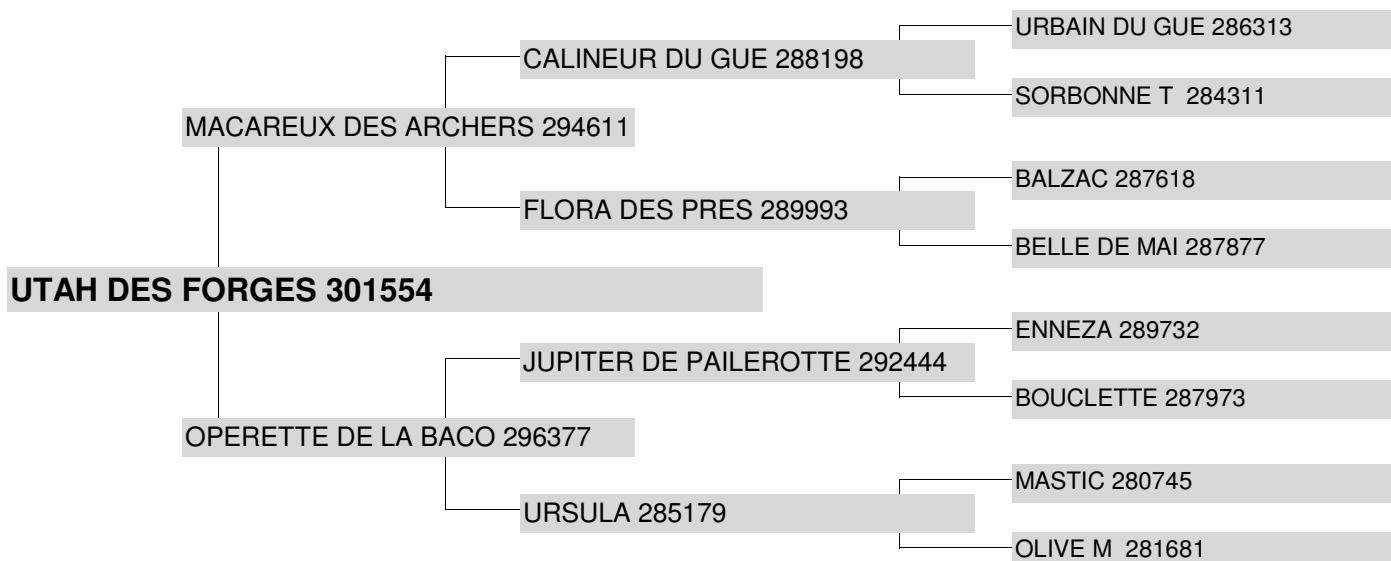 URBAIN DU GUE 286313
CALINEUR DU GUE 288198
SORBONNE T  284311
MACAREUX DES ARCHERS 294611
BALZAC 287618
FLORA DES PRES 289993
BELLE DE MAI 287877
UTAH DES FORGES 301554
ENNEZA 289732
JUPITER DE PAILEROTTE 292444
BOUCLETTE 287973
OPERETTE DE LA BACO 296377
MASTIC 280745
URSULA 285179
OLIVE M  281681